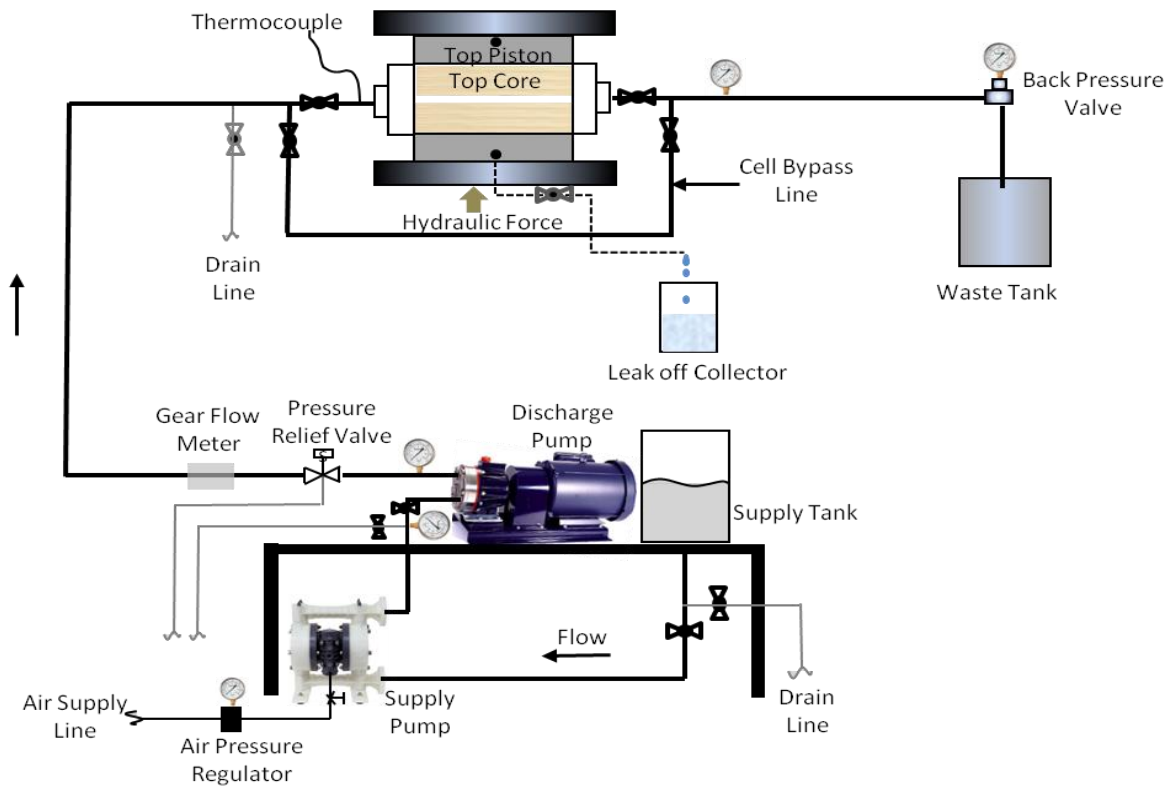 Thermocouple
Top Piston
Top Core
Back Pressure
Valve
Cell Bypass
Line
Hydraulic Force
Drain
Line
Waste Tank
Leak off Collector
Gear Flow
Meter
Pressure
Relief Valve
Discharge
Pump
S
Supply Tank
Flow
Air Supply
Line
Supply
Pump
Drain
Line
Air Pressure
Regulator